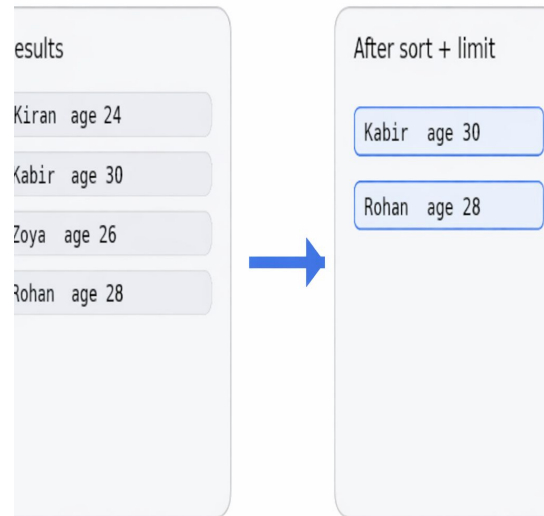 esults
Kiran age 24
Kabir age 30
Zoya age 26
Rohan age 28
After sort + limit
Kabir age 30
Rohan age 28